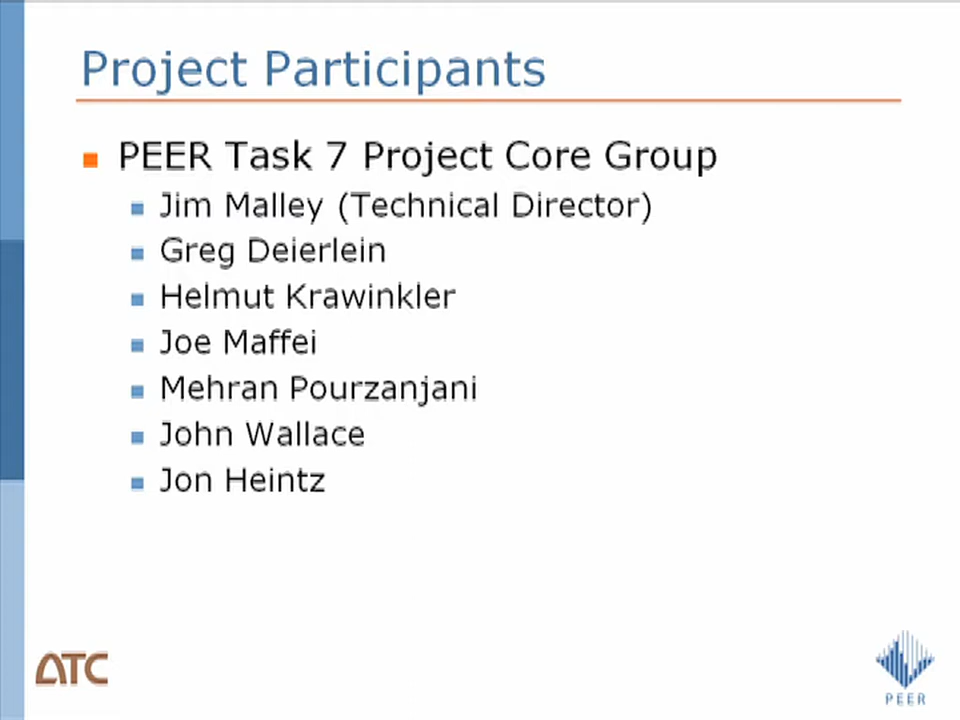 Project Participants
PEER Task 7 Project Core Group
Jim Malley (Technical Director)
Greg Deierlein
Helmut Krawinkler
Joe Maffei
Mehran Pourzanjani
John Wallace
Jon Heintz
ATC
PEER